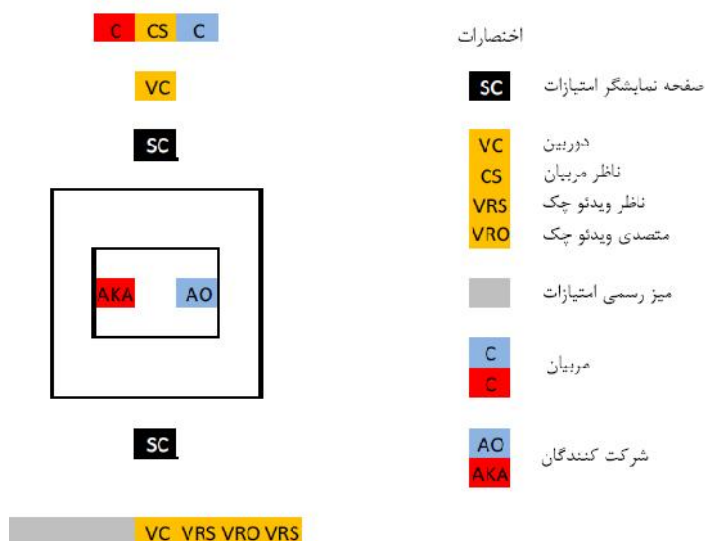 C CS C
VC
SC
AKA AO
SC
VC VRS VRO VRS
اختصارات
SC صفحه نمایشگر امتیازات
VC دوربین
CS ناظر مربیان
VRS ناظر ویدئو چک
VRO متصدی ویدئو چک
میز رسمی امتیازات
C
C
مربیان
AO
AKA
شرکت کنندگان